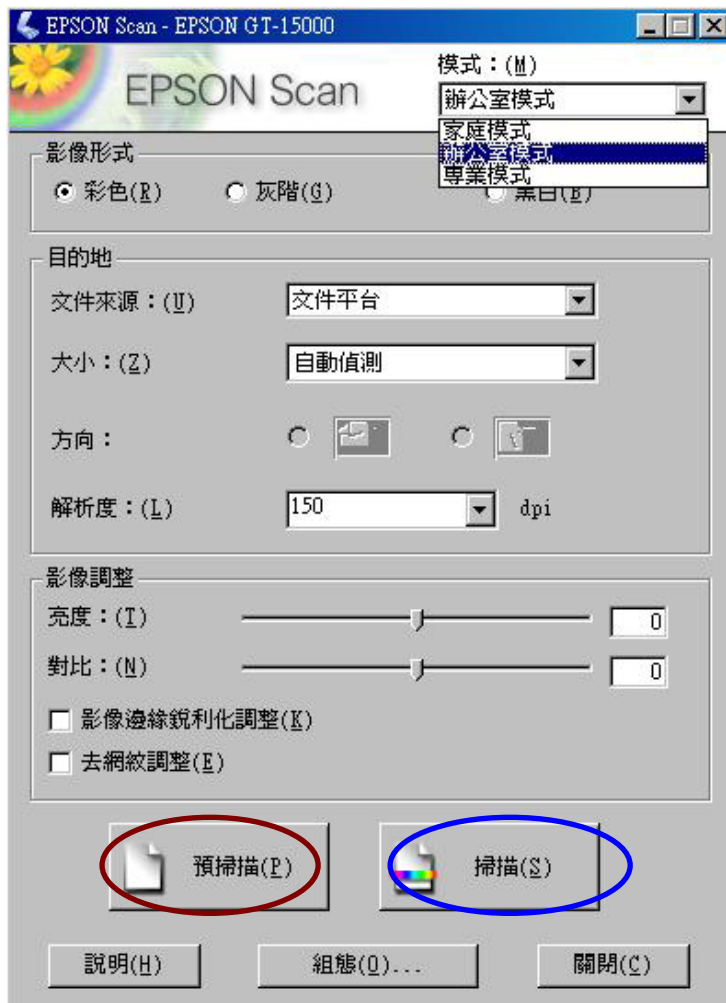 EPSON Scan - EPSON GT-15000
EPSON Scan
模式：(M)
辦公室模式
家庭模式
辦公室模式
專業模式
影像形式
彩色(R) 灰階(G) 黑白(B)
目的地
文件來源：(U) 文件平台
大小：(Z) 自動偵測
方向：
解析度：(L) 150 dpi
影像調整
亮度：(T) 0
對比：(N) 0
影像邊緣銳利化調整(K)
去網紋調整(E)
預掃描(P) 掃描(S)
說明(H) 組態(O)... 關閉(C)